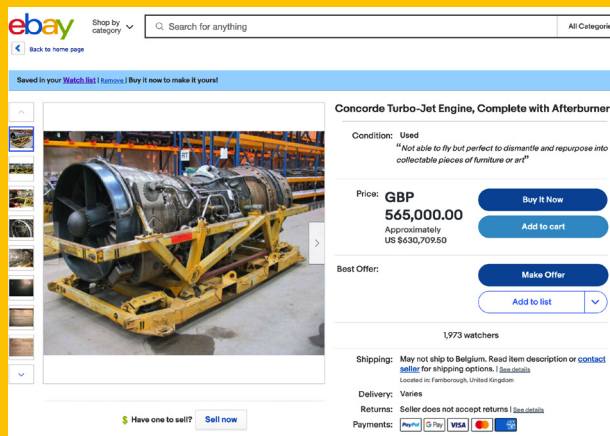 ebay
Shop by
category
Search for anything
All Categorie
Back to home page
Saved in your Watch list | Remove | Buy it now to make it yours!
Concorde Turbo-Jet Engine, Complete with Afterburner
Condition: Used
“Not able to fly but perfect to dismantle and repurpose into
collectable pieces of furniture or art”
RT
Price: GBP
565,000.00
Approximately
US $630,709.50
Buy It Now
Add to cart
Best Offer:
Make Offer
Add to list
1,973 watchers
Shipping: May not ship to Belgium. Read item description or contact
seller for shipping options. | See details
Located in: Farnborough, United Kingdom
Delivery: Varies
Returns: Seller does not accept returns | See details
Payments: PayPal G Pay VISA
$ Have one to sell? Sell now